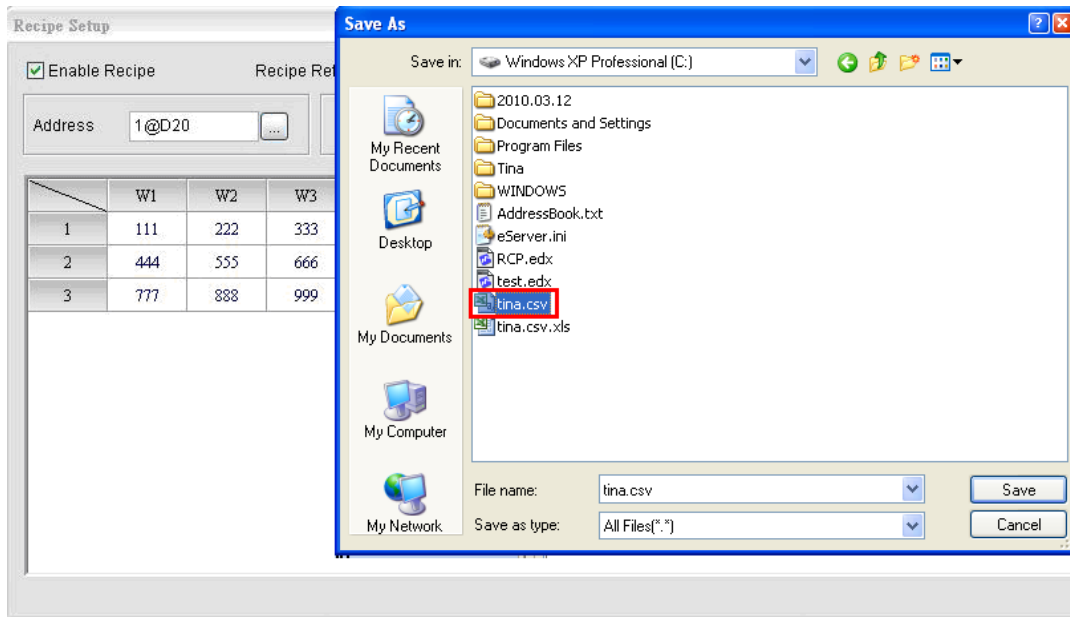 Recipe Setup
Enable Recipe
Recipe Ref
Address
1@D20
...
W1 W2 W3
1 111 222 333
2 444 555 666
3 777 888 999
Save As
Save in:
Windows XP Professional (C:)
My Recent
Documents
Desktop
My Documents
My Computer
My Network
2010.03.12
Documents and Settings
Program Files
Tina
WINDOWS
AddressBook.txt
eServer.ini
RCP.edx
test.edx
tina.csv
tina.csv.xls
File name:
tina.csv
Save
Save as type:
All Files(*.*)
Cancel